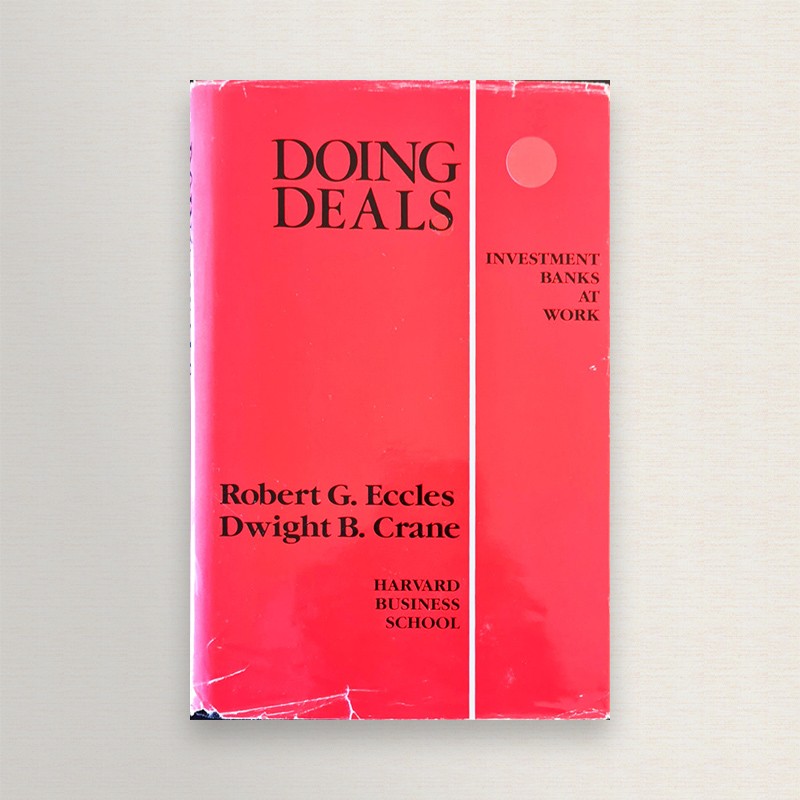 DOING
DEALS
INVESTMENT
BANKS
AT
WORK
Robert G. Eccles
Dwight B. Crane
HARVARD
BUSINESS
SCHOOL